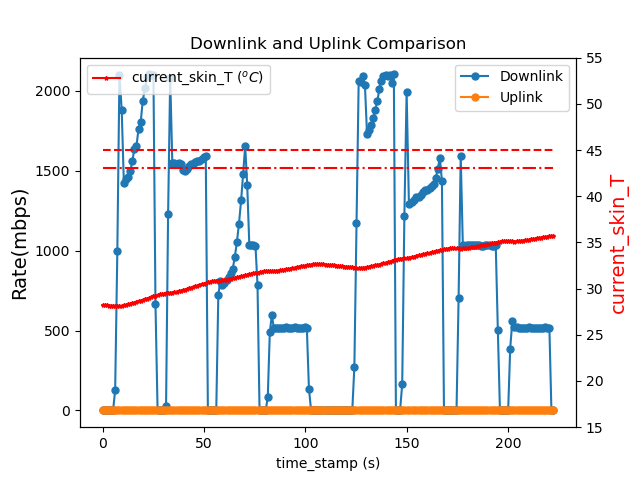 Downlink and Uplink Comparison
current_skin_T (°C)
Downlink
Uplink
Rate(mbps)
2000
1500
1000
500
0
55
50
45
40
35
30
25
20
15
current_skin_T
0 50 100 150 200
time_stamp (s)